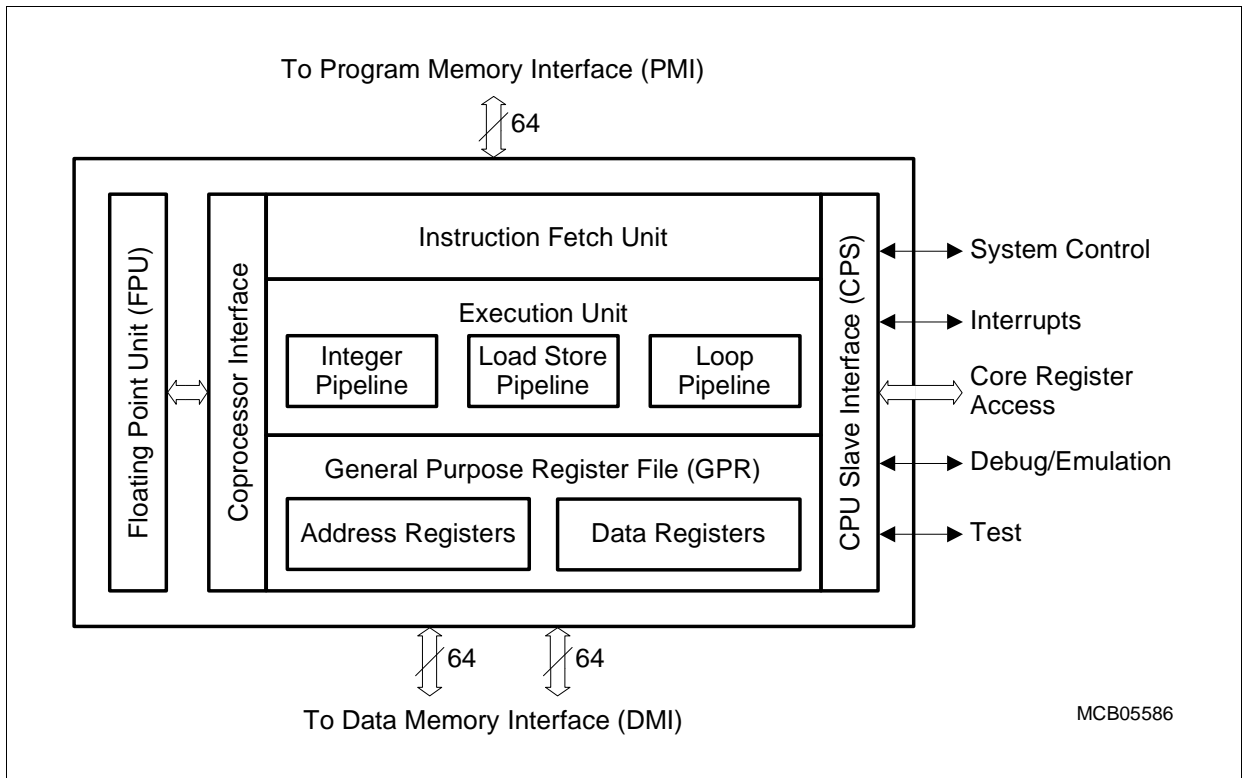 To Program Memory Interface (PMI)
64
Floating Point Unit (FPU)
Coprocessor Interface
Instruction Fetch Unit
Execution Unit
Integer
Pipeline
Load Store
Pipeline
Loop
Pipeline
General Purpose Register File (GPR)
Address Registers
Data Registers
CPU Slave Interface (CPS)
System Control
Interrupts
Core Register
Access
Debug/Emulation
Test
64
64
To Data Memory Interface (DMI)
MCB05586